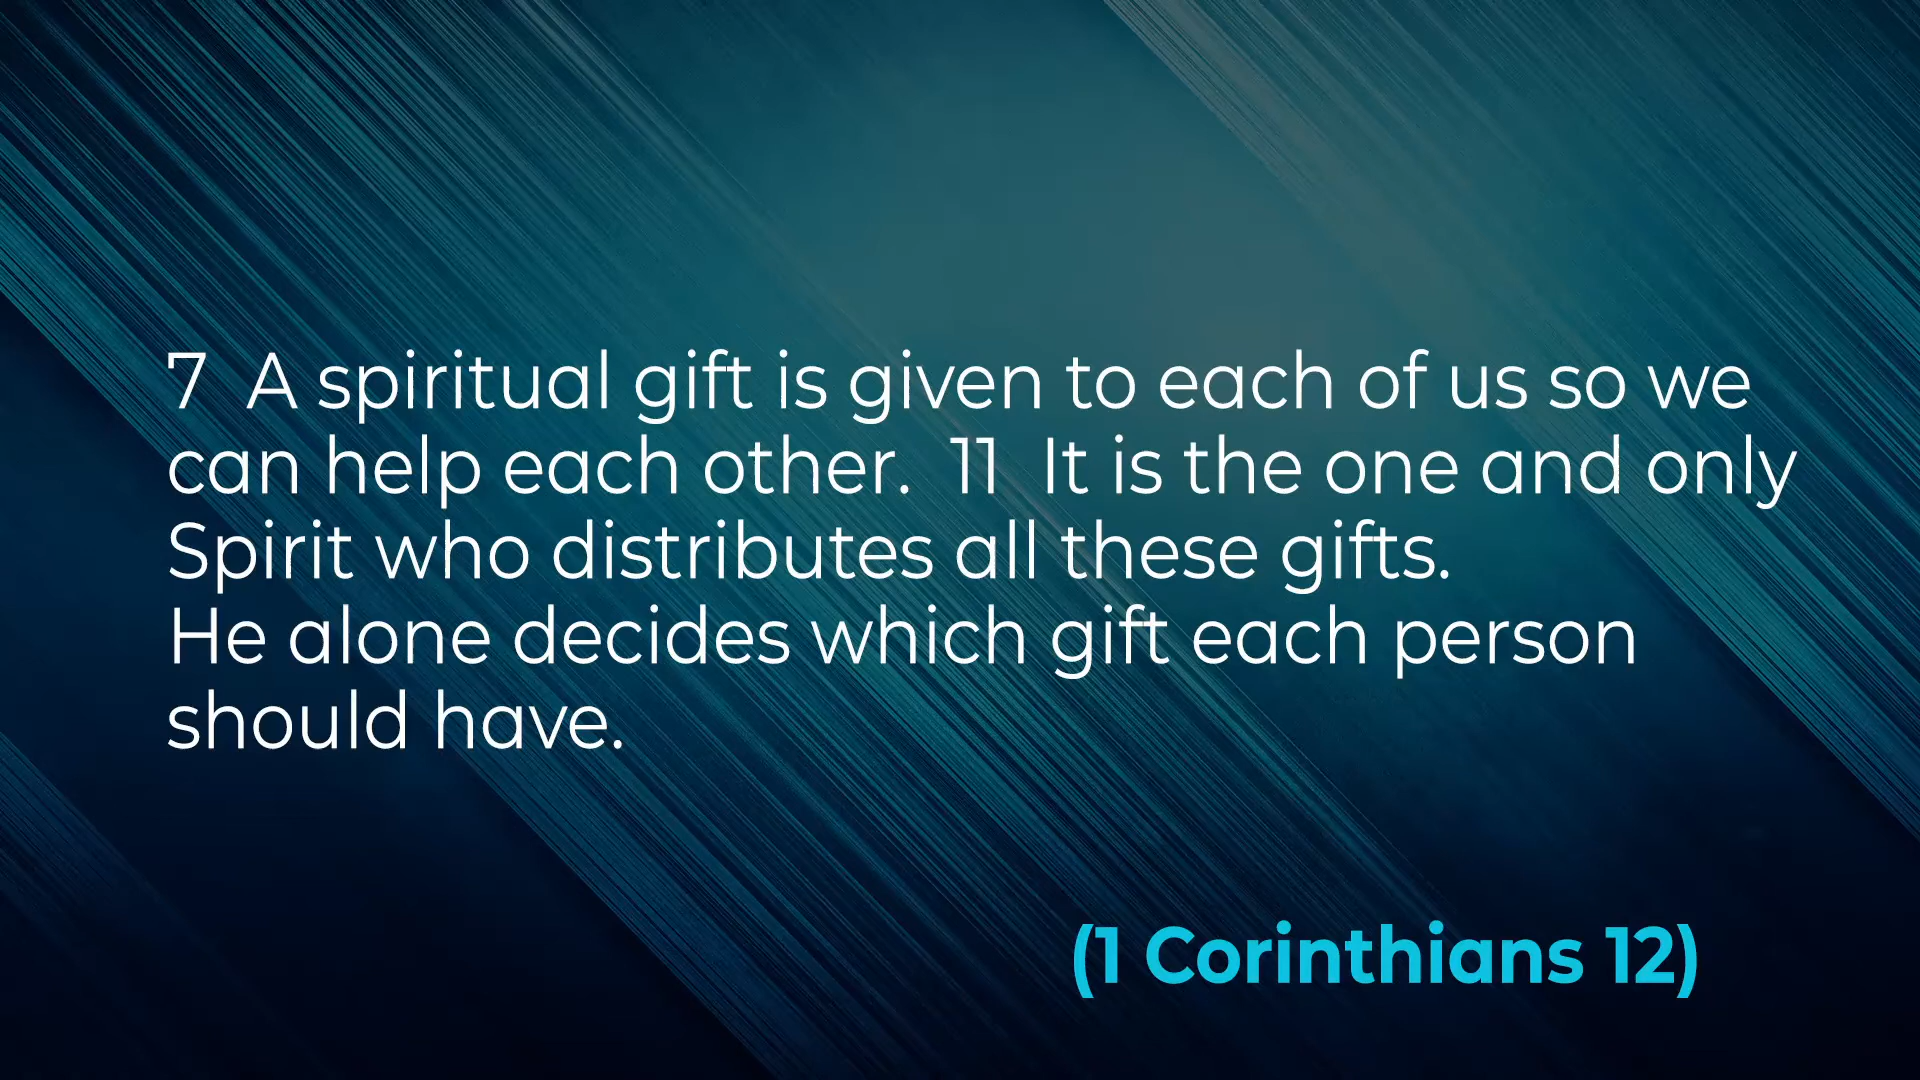 7 A spiritual gift is given to each of us so we
can help each other. 11 It is the one and only
Spirit who distributes all these gifts.
He alone decides which gift each person
should have.
(1 Corinthians 12)